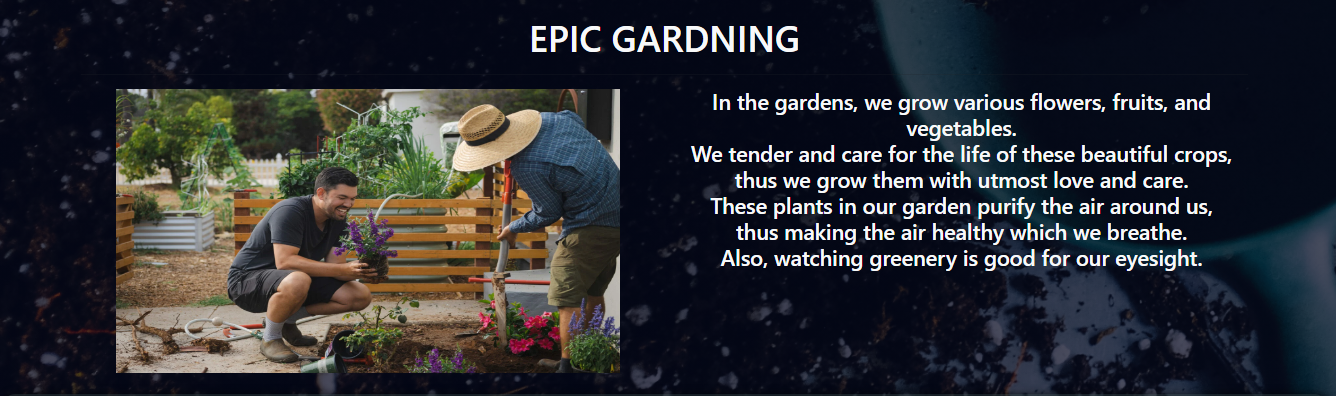 EPIC GARDNING
In the gardens, we grow various flowers, fruits, and
vegetables.
We tender and care for the life of these beautiful crops,
thus we grow them with utmost love and care.
These plants in our garden purify the air around us,
thus making the air healthy which we breathe.
Also, watching greenery is good for our eyesight.